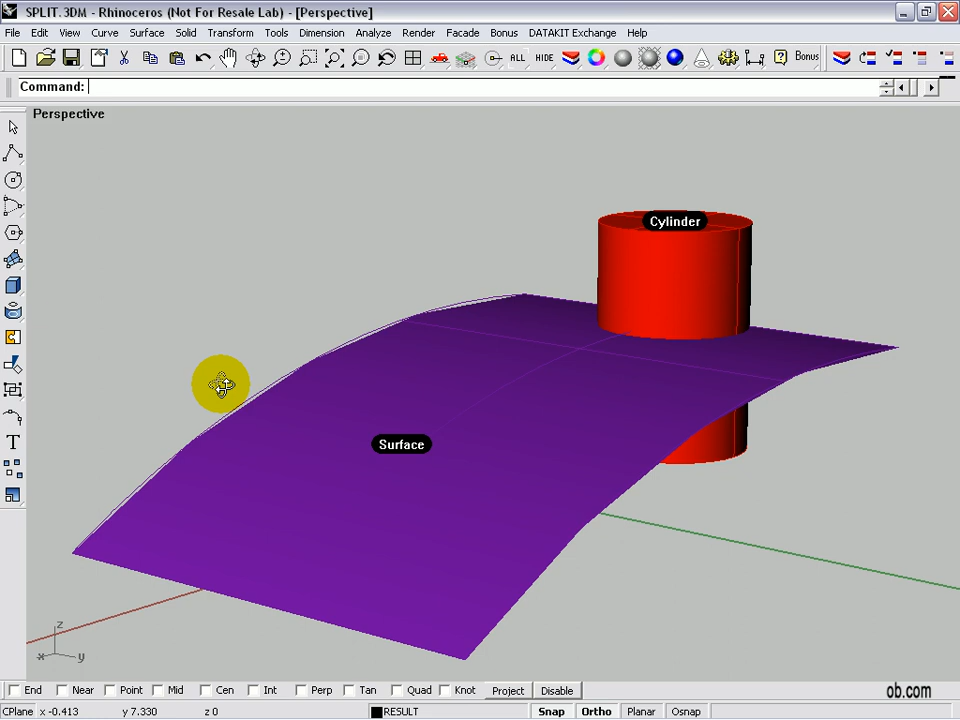 SPLIT.3DM - Rhinoceros (Not For Resale Lab) - [Perspective]
File Edit View Curve Surface Solid Transform Tools Dimension Analyze Render Facade Bonus DATAKIT Exchange Help
ALL HIDE Bonus
Command:
Perspective
Cylinder
Surface
z
x y
End Near Point Mid Cen Int Perp Tan Quad Knot Project Disable
ob.com
CPlane x -0.413 y 7.330 z 0 RESULT Snap Ortho Planar Osnap